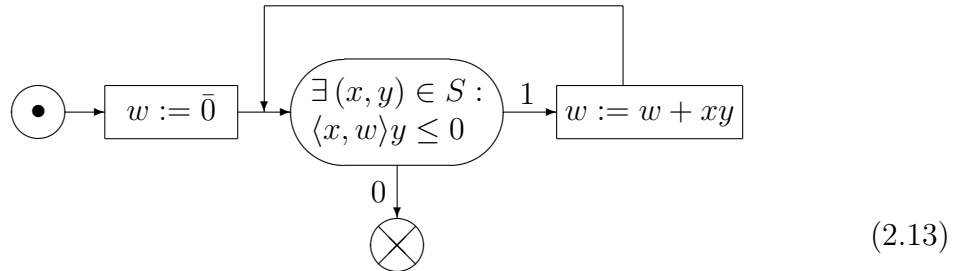 w := 0̄
∃ (x, y) ∈ S :
⟨x, w⟩y ≤ 0
1
w := w + xy
0
(2.13)